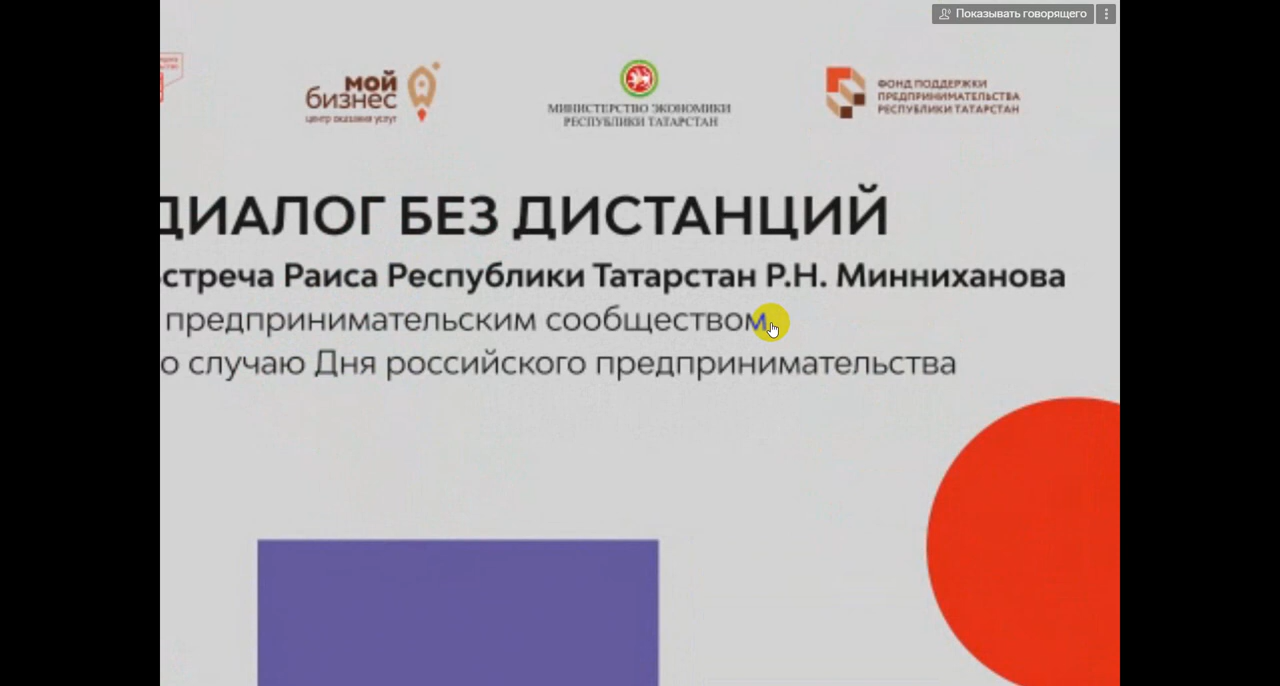 Показывать говорящего
мой
бизнес
центр оказания услуг
МИНИСТЕРСТВО ЭКОНОМИКИ
РЕСПУБЛИКИ ТАТАРСТАН
ФОНД ПОДДЕРЖКИ
ПРЕДПРИНИМАТЕЛЬСТВА
РЕСПУБЛИКИ ТАТАРСТАН
ДИАЛОГ БЕЗ ДИСТАНЦИЙ
стреча Раиса Республики Татарстан Р.Н. Минниханова
предпринимательским сообществом
о случаю Дня российского предпринимательства